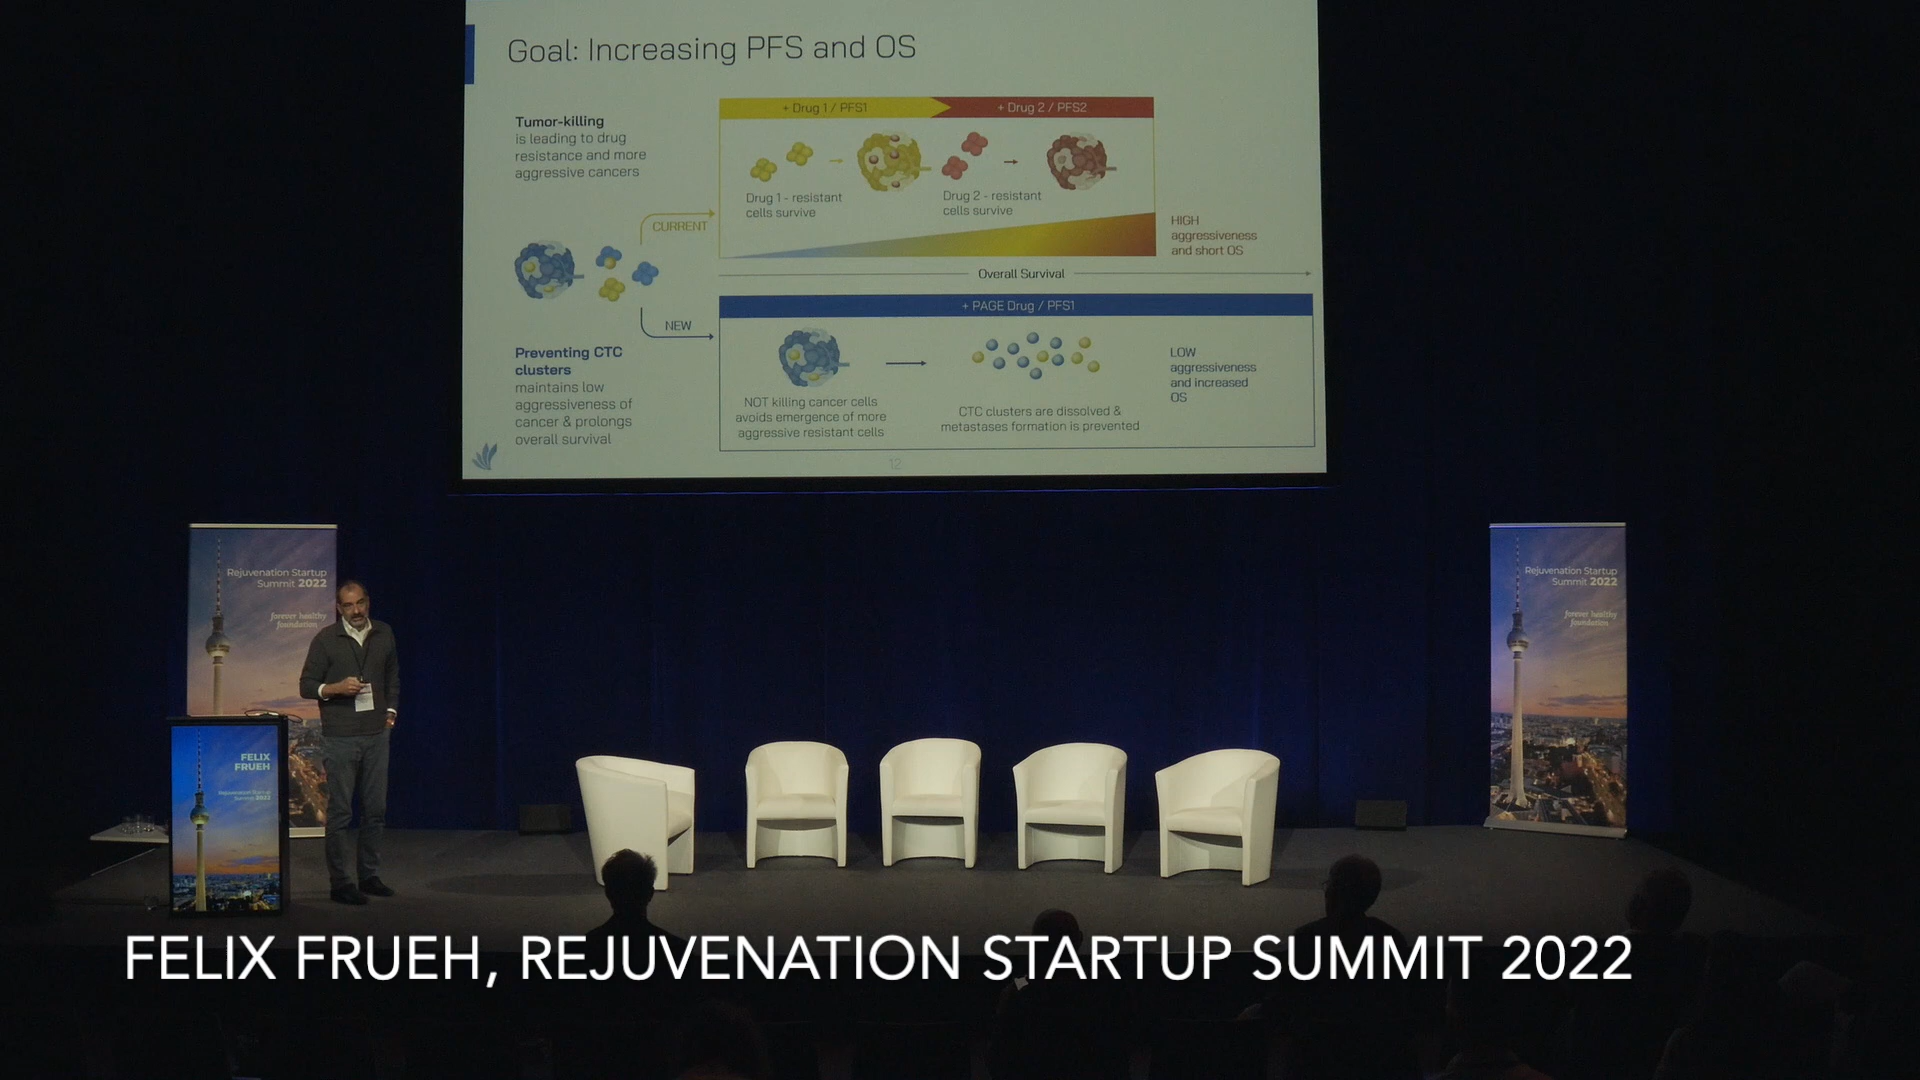 Goal: Increasing PFS and OS
Tumor-killing
is leading to drug
resistance and more
aggressive cancers
+ Drug 1 / PFS1
+ Drug 2 / PFS2
Drug 1 - resistant
cells survive
Drug 2 - resistant
cells survive
CURRENT
HIGH
aggressiveness
and short OS
Overall Survival
+ PAGE Drug / PFS1
NEW
Preventing CTC
clusters
maintains low
aggressiveness of
cancer & prolongs
overall survival
NOT killing cancer cells
avoids emergence of more
aggressive resistant cells
CTC clusters are dissolved &
metastases formation is prevented
LOW
aggressiveness
and increased
OS
12
Rejuvenation Startup
Summit 2022
forever healthy
foundation
FELIX
FRUEH
Rejuvenation Startup
Summit 2022
Rejuvenation Startup
Summit 2022
forever healthy
foundation
FELIX FRUEH, REJUVENATION STARTUP SUMMIT 2022